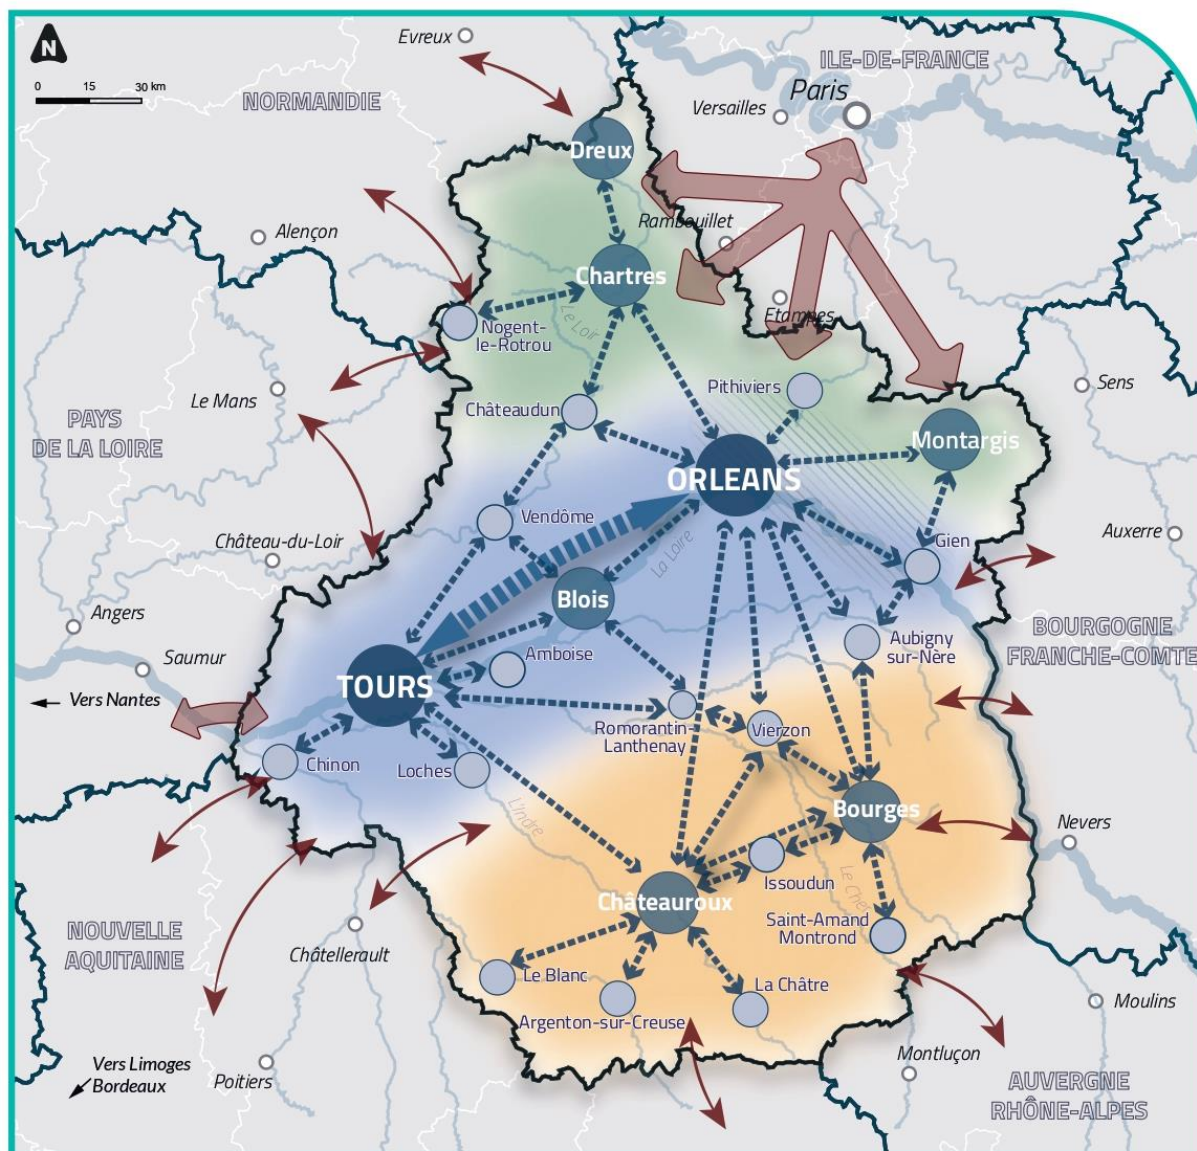 N
0 15 30 km
Evreux
NORMANDIE
ILE-DE-FRANCE
Paris
Versailles
Dreux
Rambouillet
Alençon
Chartres
Etampes
Nogent-
le-Rotrou
Le Loir
Le Mans
Sens
Pithiviers
Châteaudun
PAYS
DE LA LOIRE
Montargis
ORLEANS
Vendôme
Auxerre
Château-du-Loir
La Loire
Gien
Blois
Angers
Aubigny
sur-Nère
BOURGOGNE
FRANCHE-COMTE
Saumur
Amboise
TOURS
Vers Nantes
Romorantin-
Lanthenay
Vierzon
Chinon
Loches
L'Indre
Bourges
Nevers
Issoudun
Le Cher
Châteauroux
Saint-Amand
Montrond
NOUVELLE
AQUITAINE
Châtellerault
Le Blanc
La Châtre
Argenton-sur-Creuse
Moulins
Montluçon
Vers Limoges
Bordeaux
Poitiers
AUVERGNE
RHÔNE-ALPES